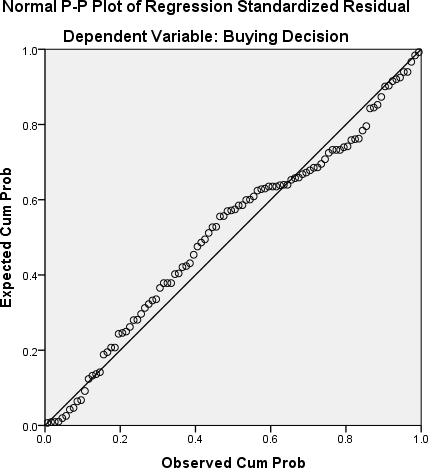 Normal P-P Plot of Regression Standardized Residual
Dependent Variable: Buying Decision
1.0
0.8
0.6
0.4
0.2
0.0
Expected Cum Prob
0.0 0.2 0.4 0.6 0.8 1.0
Observed Cum Prob